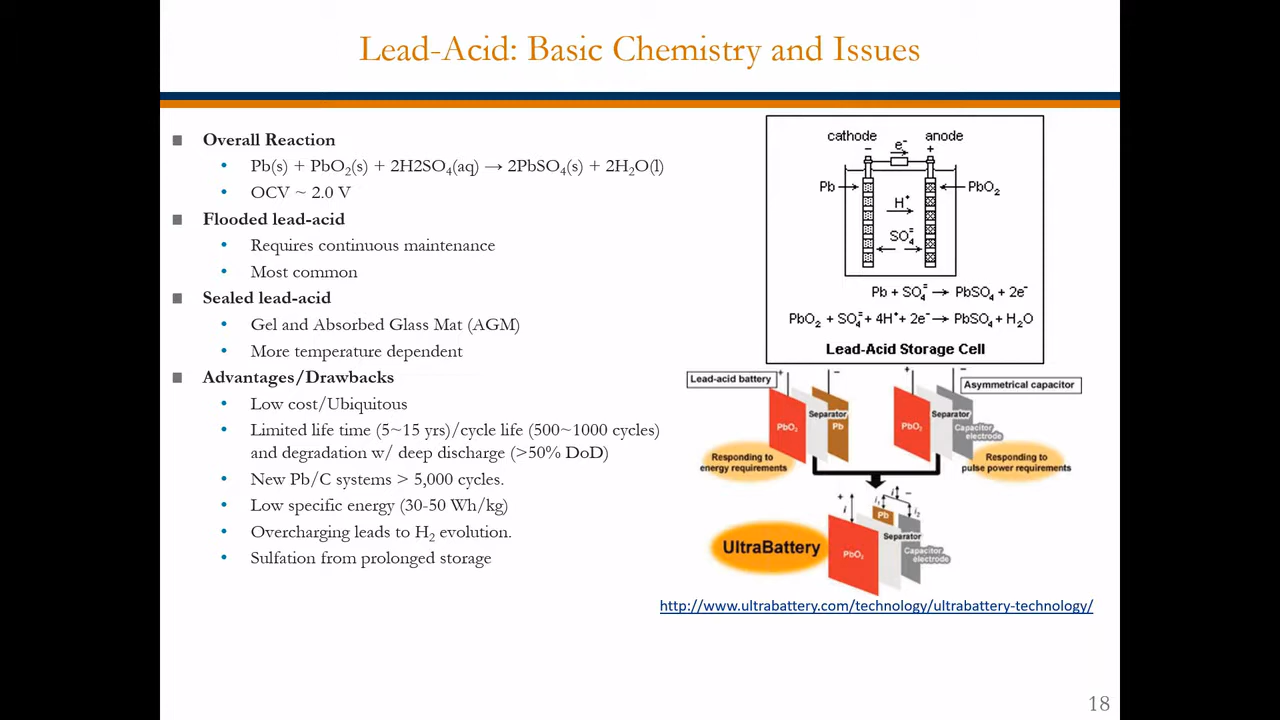 Lead-Acid: Basic Chemistry and Issues
Overall Reaction
Pb(s) + PbO₂(s) + 2H2SO₄(aq) → 2PbSO₄(s) + 2H₂O(l)
OCV ~ 2.0 V
Flooded lead-acid
Requires continuous maintenance
Most common
Sealed lead-acid
Gel and Absorbed Glass Mat (AGM)
More temperature dependent
Advantages/Drawbacks
Low cost/Ubiquitous
Limited life time (5~15 yrs)/cycle life (500~1000 cycles)
and degradation w/ deep discharge (>50% DoD)
New Pb/C systems > 5,000 cycles.
Low specific energy (30-50 Wh/kg)
Overcharging leads to H₂ evolution.
Sulfation from prolonged storage
cathode anode
− e⁻ +
Pb PbO₂
H⁺
SO₄⁼
Pb + SO₄⁼ → PbSO₄ + 2e⁻
PbO₂ + SO₄⁼ + 4H⁺ + 2e⁻ → PbSO₄ + H₂O
Lead-Acid Storage Cell
Lead-acid battery
+ −
PbO₂
Separator
Pb
Responding to
energy requirements
Asymmetrical capacitor
+ −
PbO₂
Separator
Capacitor
electrode
Responding to
pulse power requirements
UltraBattery
+ i i −
i₁ i₂
PbO₂
Pb
Separator
Capacitor
electrode
http://www.ultrabattery.com/technology/ultrabattery-technology/
18